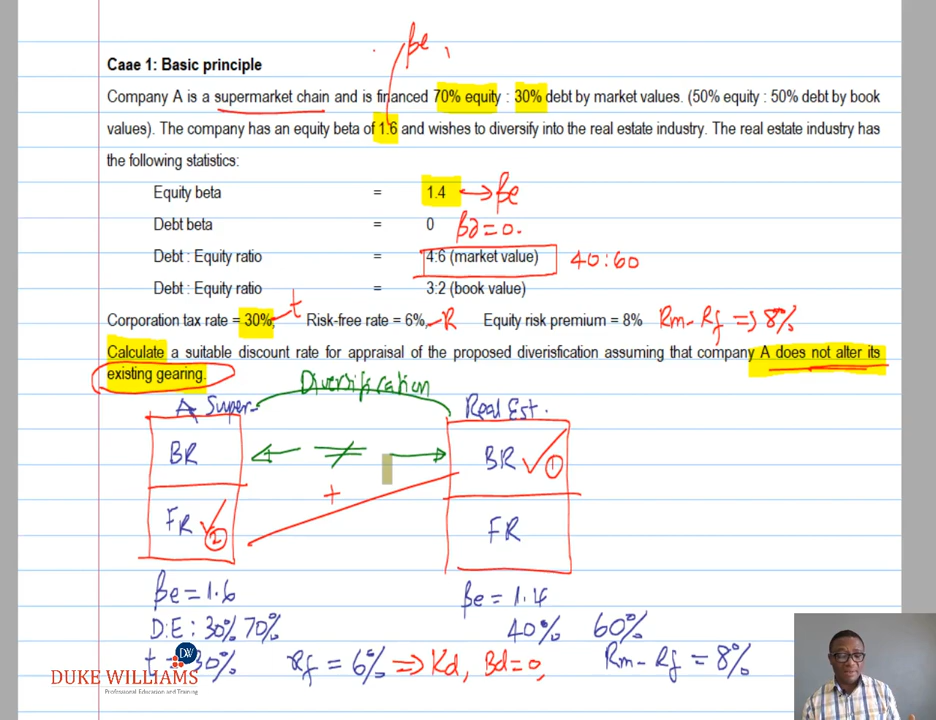 βe,
Caae 1: Basic principle
Company A is a supermarket chain and is financed 70% equity : 30% debt by market values. (50% equity : 50% debt by book
values). The company has an equity beta of 1.6 and wishes to diversify into the real estate industry. The real estate industry has
the following statistics:
Equity beta = 1.4 → βe
Debt beta = 0 βd=0.
Debt : Equity ratio = 4:6 (market value) 40:60
Debt : Equity ratio = 3:2 (book value)
t
Corporation tax rate = 30%, Risk-free rate = 6%, –R Equity risk premium = 8% Rm-Rf ⇒ 8%
Calculate a suitable discount rate for appraisal of the proposed diverisfication assuming that company A does not alter its
existing gearing.
Diversification
A Super- Real Est.
BR ← ≠ → BR ✓①
+
FR ✓② FR
βe=1.6 βe=1.4
D:E: 30% 70% 40% 60%
t = 30% Rf = 6% ⇒ Kd, Bd=0, Rm-Rf=8%
DW
DUKE WILLIAMS
Professional Education and Training